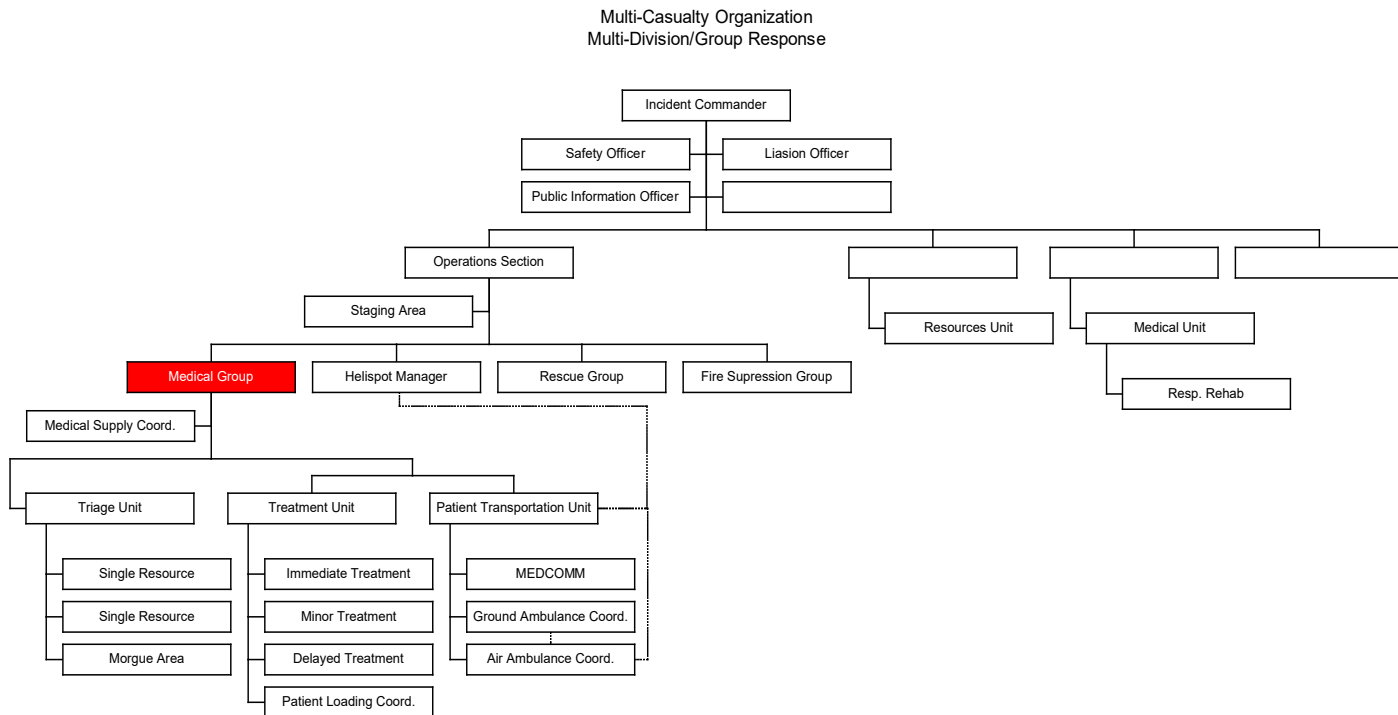 Multi-Casualty Organization
Multi-Division/Group Response
Incident Commander
Safety Officer
Liasion Officer
Public Information Officer
Operations Section
Staging Area
Resources Unit
Medical Unit
Medical Group
Helispot Manager
Rescue Group
Fire Supression Group
Resp. Rehab
Medical Supply Coord.
Triage Unit
Treatment Unit
Patient Transportation Unit
Single Resource
Immediate Treatment
MEDCOMM
Single Resource
Minor Treatment
Ground Ambulance Coord.
Morgue Area
Delayed Treatment
Air Ambulance Coord.
Patient Loading Coord.